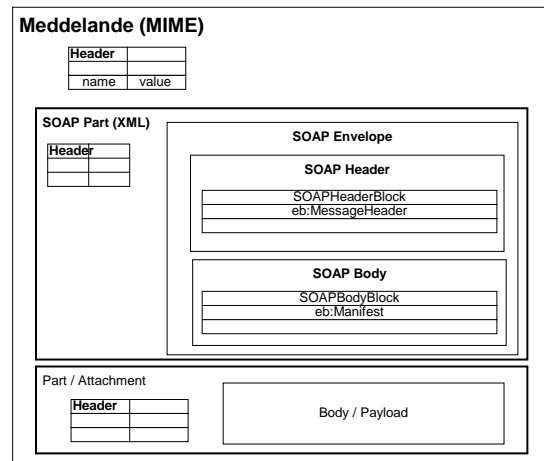 Meddelande (MIME)
Header
name value
SOAP Part (XML)
Header
SOAP Envelope
SOAP Header
SOAPHeaderBlock
eb:MessageHeader
SOAP Body
SOAPBodyBlock
eb:Manifest
Part / Attachment
Header
Body / Payload